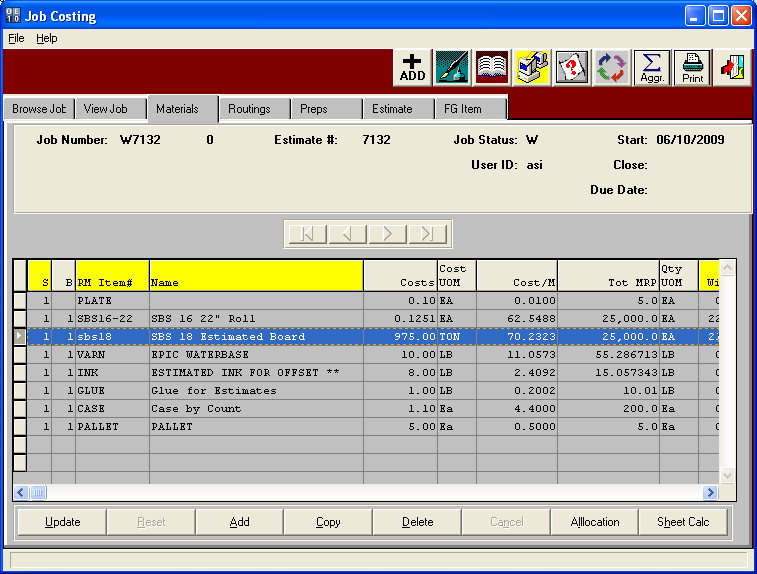 OE
10 Job Costing
File Help
ADD Aggr. Print
Browse Job View Job Materials Routings Preps Estimate FG Item
Job Number: W7132 0 Estimate #: 7132 Job Status: W Start: 06/10/2009
User ID: asi Close:
Due Date:
Cost Qty
S B RM Item# Name Costs UOM Cost/M Tot MRP UOM Wi
1 PLATE 0.10 EA 0.0100 5.0 EA 0
1 1 SBS16-22 SBS 16 22" Roll 0.1251 EA 62.5488 25,000.0 EA 22
1 1 sbs18 SBS 18 Estimated Board 975.00 TON 70.2323 25,000.0 EA 2
1 1 VARN EPIC WATERBASE 10.00 LB 11.0573 55.286713 LB 0
1 1 INK ESTIMATED INK FOR OFFSET ** 8.00 LB 2.4092 15.057343 LB 0
1 1 GLUE Glue for Estimates 1.00 LB 0.2002 10.01 LB 0
1 1 CASE Case by Count 1.10 Ea 4.4000 200.0 Ea 0
1 1 PALLET PALLET 5.00 Ea 0.5000 5.0 Ea 0
Update Reset Add Copy Delete Cancel Alllocation Sheet Calc